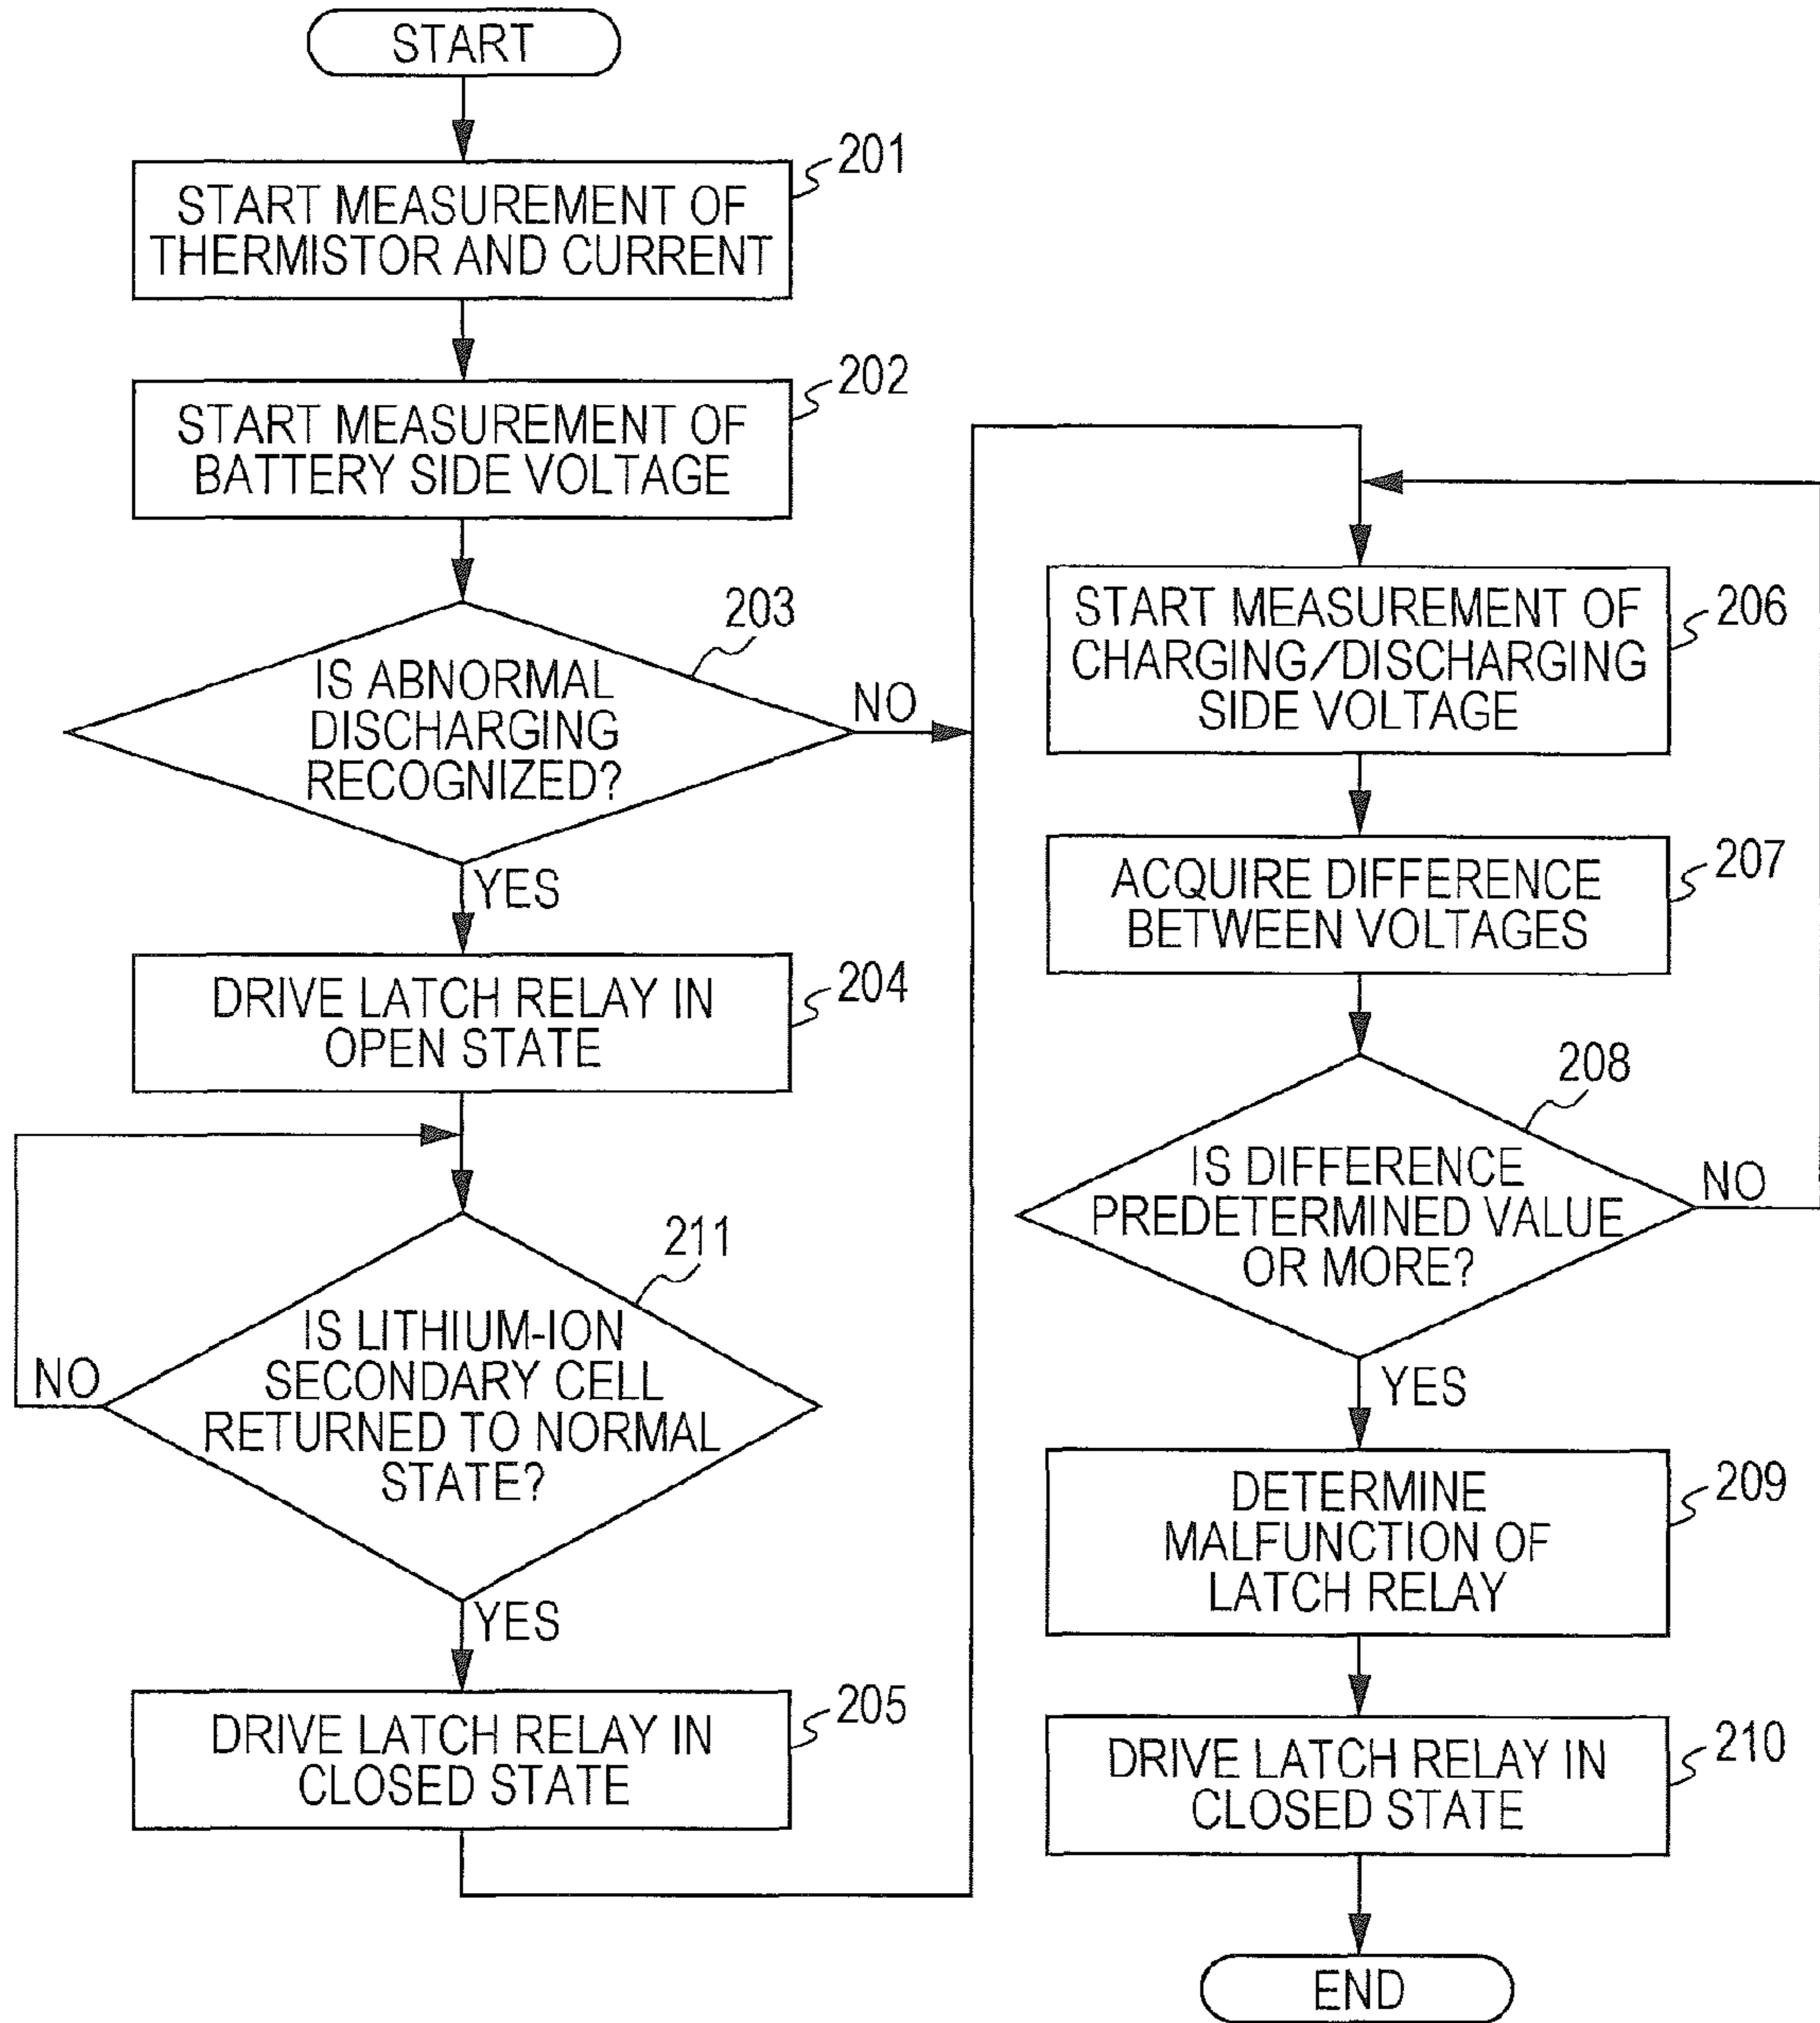 START
201
START MEASUREMENT OF
THERMISTOR AND CURRENT
202
START MEASUREMENT OF
BATTERY SIDE VOLTAGE
203
IS ABNORMAL
DISCHARGING
RECOGNIZED?
NO
YES
204
DRIVE LATCH RELAY IN
OPEN STATE
211
IS LITHIUM-ION
SECONDARY CELL
RETURNED TO NORMAL
STATE?
NO
YES
205
DRIVE LATCH RELAY IN
CLOSED STATE
206
START MEASUREMENT OF
CHARGING/DISCHARGING
SIDE VOLTAGE
207
ACQUIRE DIFFERENCE
BETWEEN VOLTAGES
208
IS DIFFERENCE
PREDETERMINED VALUE
OR MORE?
NO
YES
209
DETERMINE
MALFUNCTION OF
LATCH RELAY
210
DRIVE LATCH RELAY IN
CLOSED STATE
END